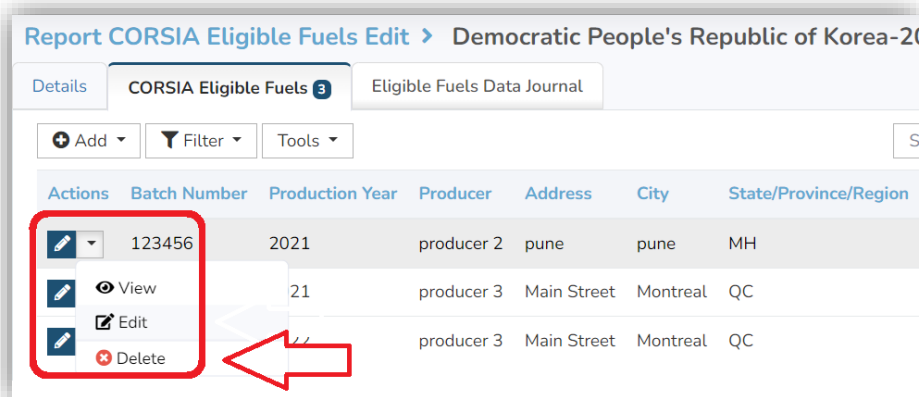 Report CORSIA Eligible Fuels Edit > Democratic People's Republic of Korea-20
Details CORSIA Eligible Fuels 3 Eligible Fuels Data Journal
Add Filter Tools S
Actions Batch Number Production Year Producer Address City State/Province/Region
123456 2021 producer 2 pune pune MH
View 21 producer 3 Main Street Montreal QC
Edit
22 producer 3 Main Street Montreal QC
Delete